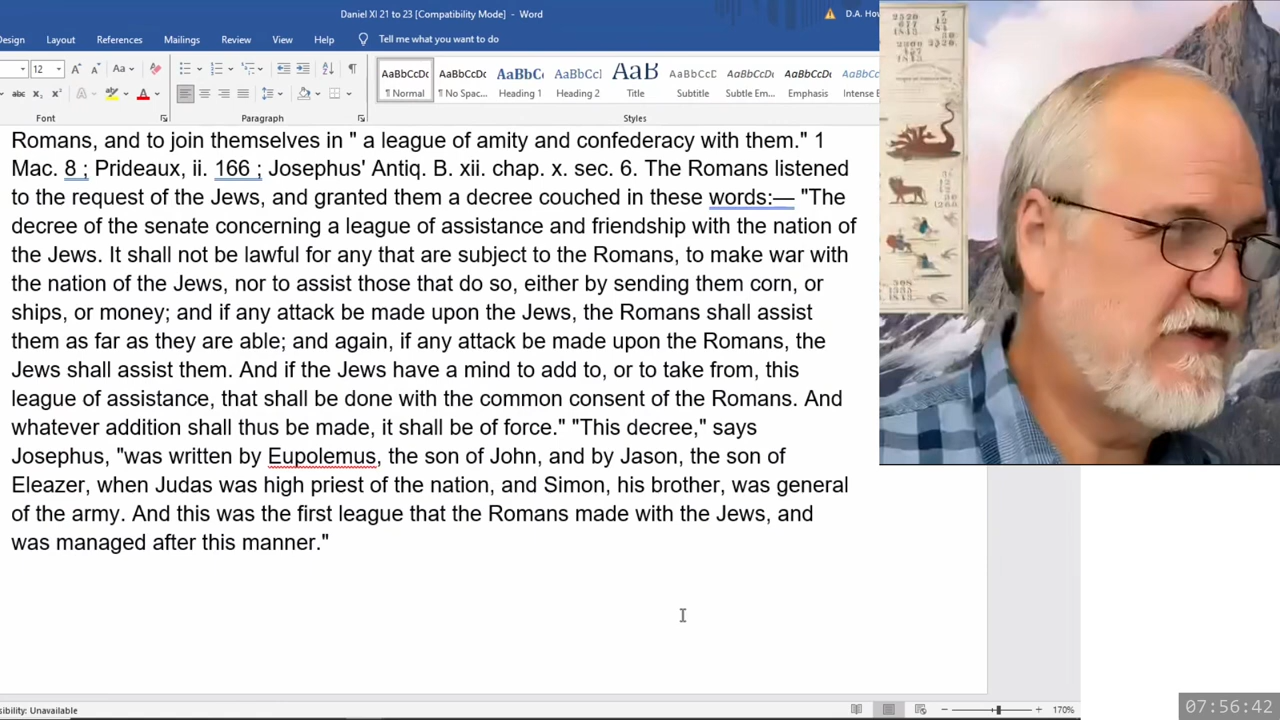 Daniel XI 21 to 23 [Compatibility Mode] - Word
D.A. Hov
esign Layout References Mailings Review View Help Tell me what you want to do
12
AaBbCcDc AaBbCcDc AaBbC AaBbCcI AaB AaBbCcD AaBbCcDc AaBbCcDc AaBbCc
¶ Normal ¶ No Spac... Heading 1 Heading 2 Title Subtitle Subtle Em... Emphasis Intense E
Font Paragraph Styles
Romans, and to join themselves in " a league of amity and confederacy with them." 1
Mac. 8 ; Prideaux, ii. 166 ; Josephus' Antiq. B. xii. chap. x. sec. 6. The Romans listened
to the request of the Jews, and granted them a decree couched in these words:— "The
decree of the senate concerning a league of assistance and friendship with the nation of
the Jews. It shall not be lawful for any that are subject to the Romans, to make war with
the nation of the Jews, nor to assist those that do so, either by sending them corn, or
ships, or money; and if any attack be made upon the Jews, the Romans shall assist
them as far as they are able; and again, if any attack be made upon the Romans, the
Jews shall assist them. And if the Jews have a mind to add to, or to take from, this
league of assistance, that shall be done with the common consent of the Romans. And
whatever addition shall thus be made, it shall be of force." "This decree," says
Josephus, "was written by Eupolemus, the son of John, and by Jason, the son of
Eleazer, when Judas was high priest of the nation, and Simon, his brother, was general
of the army. And this was the first league that the Romans made with the Jews, and
was managed after this manner."
sibility: Unavailable
170%
07:56:42
2520